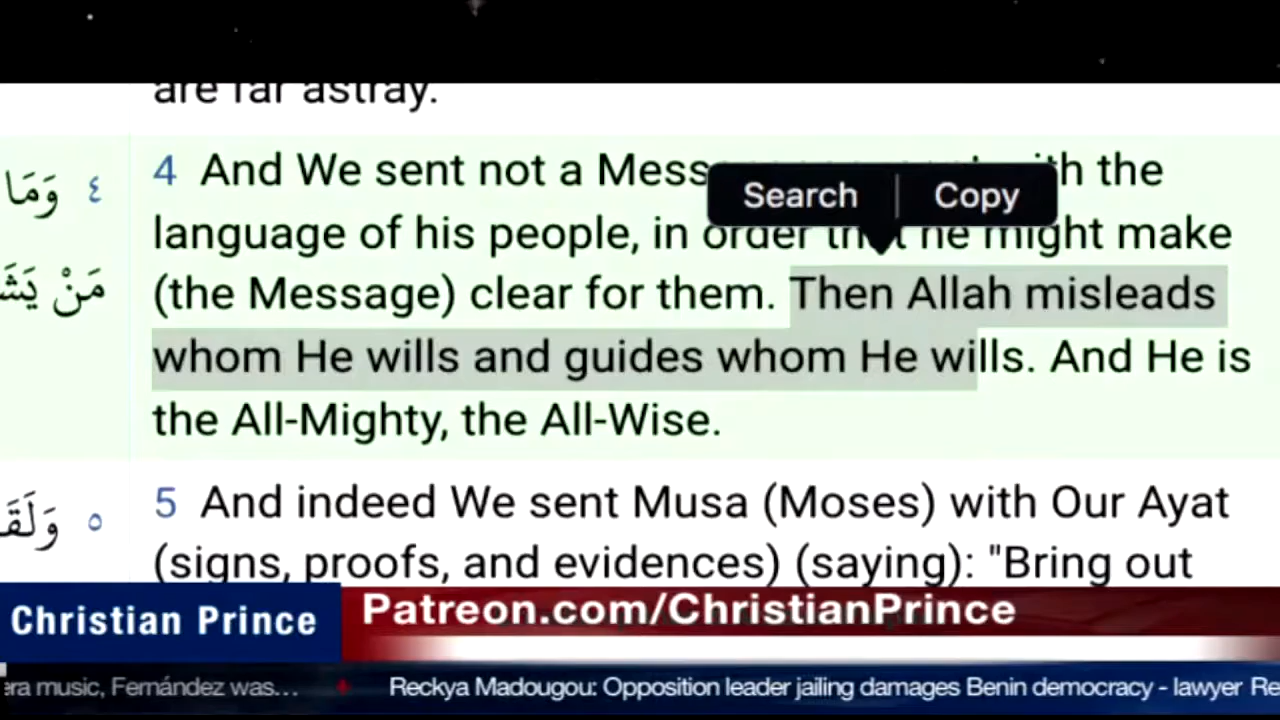 are far astray.
4 And We sent not a th the
language of his people, in order that he might make
(the Message) clear for them. Then Allah misleads
whom He wills and guides whom He wills. And He is
the All-Mighty, the All-Wise.
Search Copy
٤ وَمَا
مَنْ
5 And indeed We sent Musa (Moses) with Our Ayat
(signs, proofs, and evidences) (saying): "Bring out
٥
Christian Prince
Patreon.com/ChristianPrince
music, Fernández was... Reckya Madougou: Opposition leader jailing damages Benin democracy - lawyer